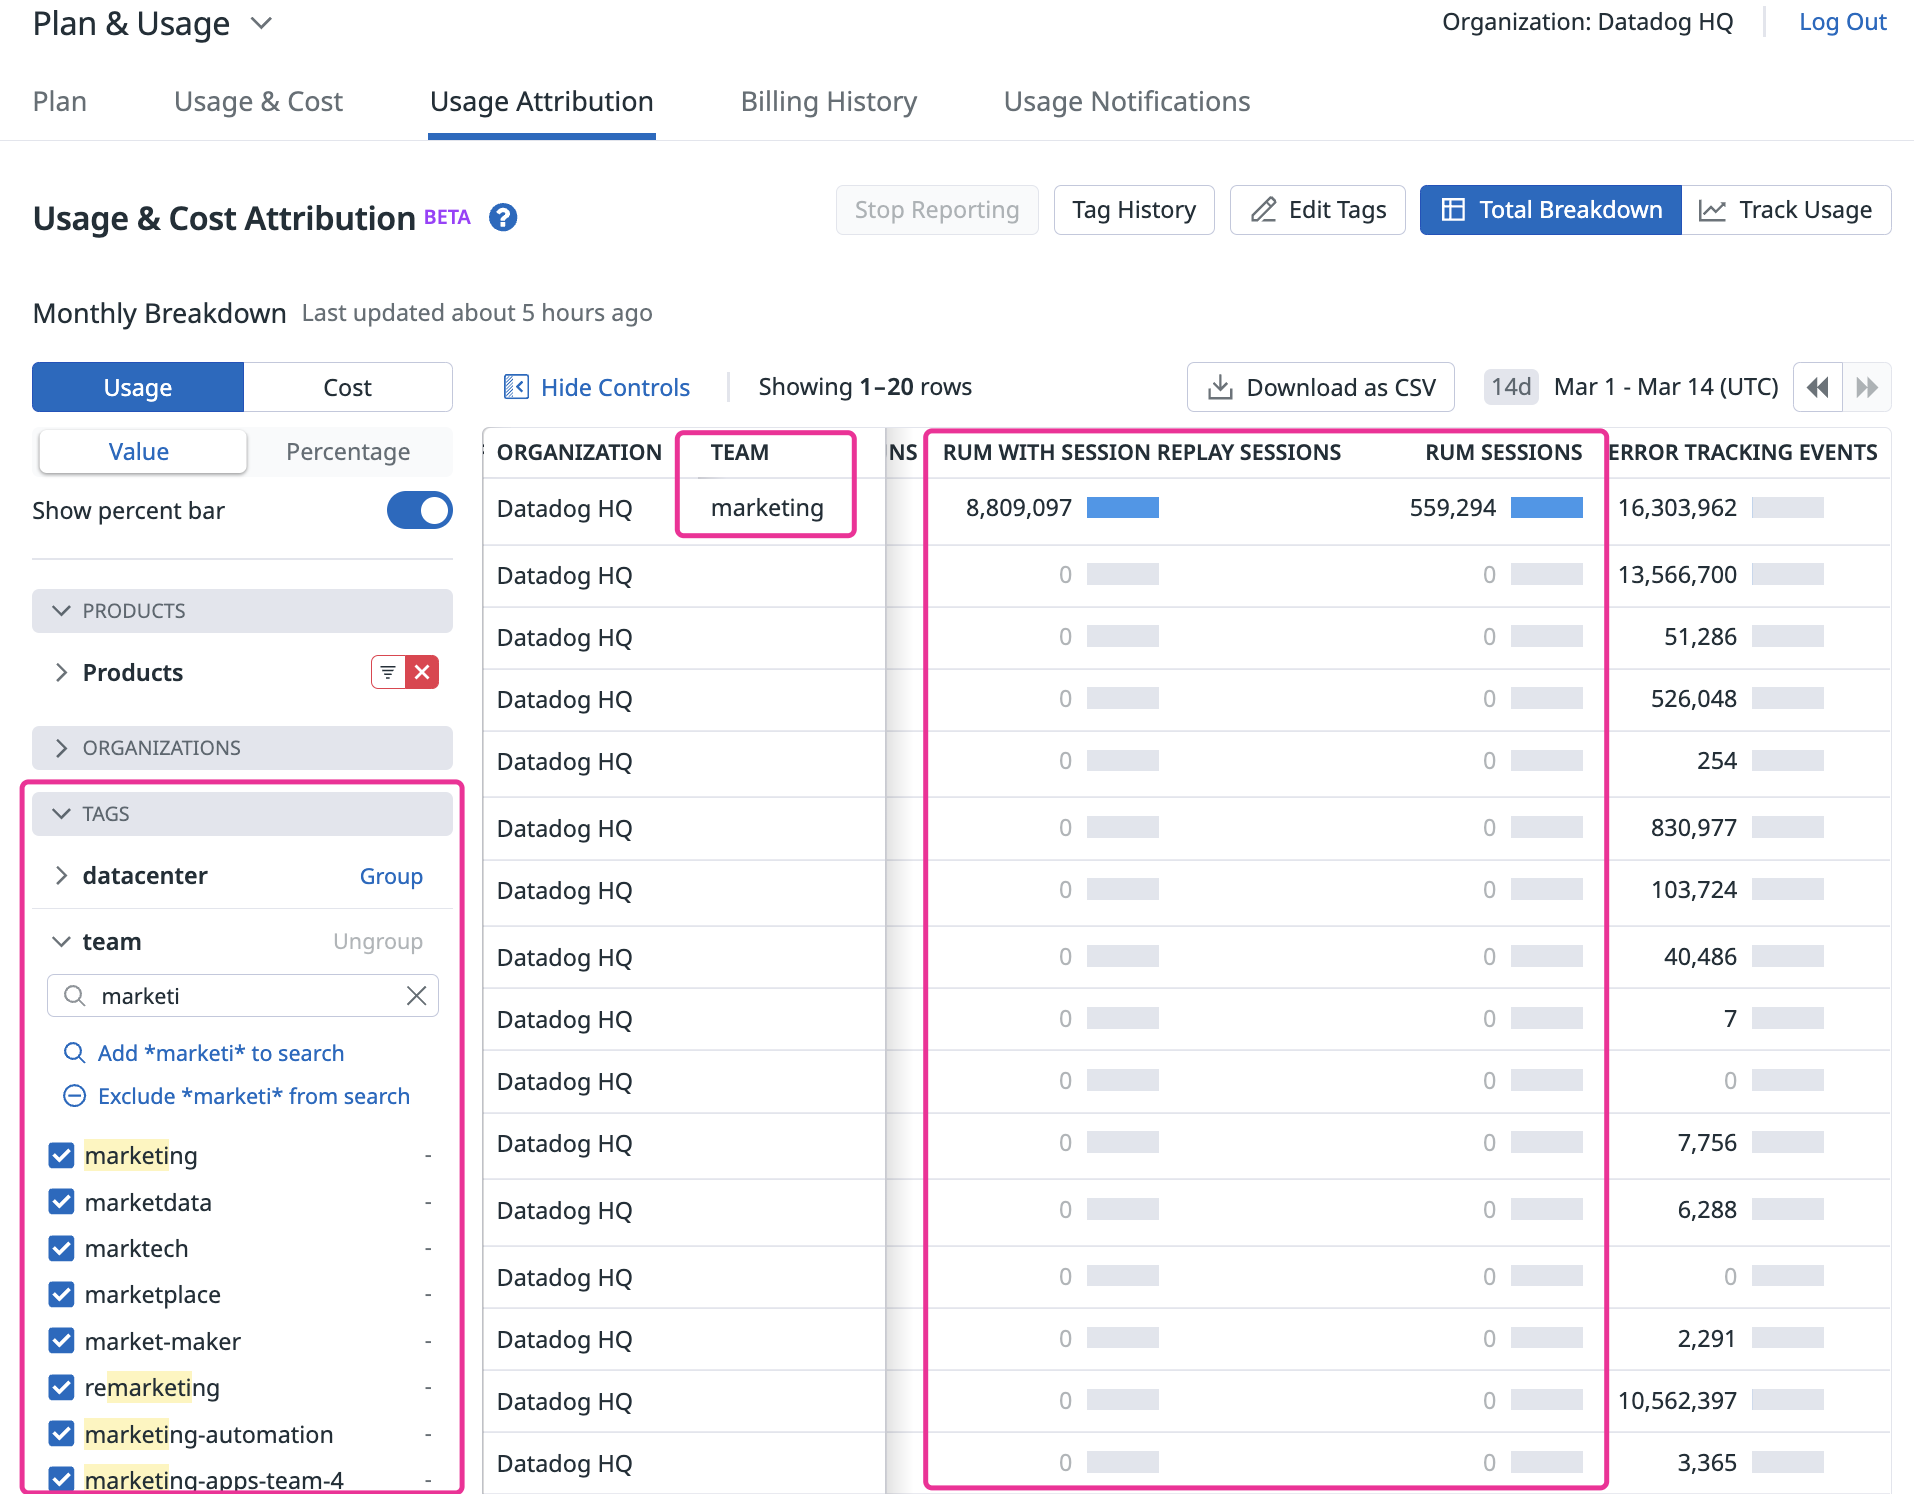 Plan & Usage
Organization: Datadog HQ
Log Out
Plan
Usage & Cost
Usage Attribution
Billing History
Usage Notifications
Usage & Cost Attribution BETA ?
Stop Reporting
Tag History
Edit Tags
Total Breakdown
Track Usage
Monthly Breakdown Last updated about 5 hours ago
Usage
Cost
Hide Controls
Showing 1–20 rows
Download as CSV
14d Mar 1 - Mar 14 (UTC)
Value
Percentage
Show percent bar
PRODUCTS
Products
ORGANIZATIONS
TAGS
datacenter Group
team Ungroup
marketi
Add *marketi* to search
Exclude *marketi* from search
marketing -
marketdata -
marktech -
marketplace -
market-maker -
remarketing -
marketing-automation -
marketing-apps-team-4 -
ORGANIZATION TEAM NS RUM WITH SESSION REPLAY SESSIONS RUM SESSIONS ERROR TRACKING EVENTS
Datadog HQ marketing 8,809,097 559,294 16,303,962
Datadog HQ 0 0 13,566,700
Datadog HQ 0 0 51,286
Datadog HQ 0 0 526,048
Datadog HQ 0 0 254
Datadog HQ 0 0 830,977
Datadog HQ 0 0 103,724
Datadog HQ 0 0 40,486
Datadog HQ 0 0 7
Datadog HQ 0 0 0
Datadog HQ 0 0 7,756
Datadog HQ 0 0 6,288
Datadog HQ 0 0 0
Datadog HQ 0 0 2,291
Datadog HQ 0 0 10,562,397
Datadog HQ 0 0 3,365